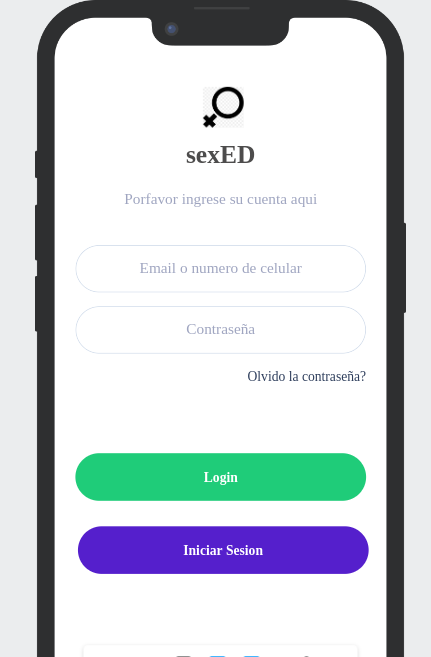 sexED
Porfavor ingrese su cuenta aqui
Email o numero de celular
Contraseña
Olvido la contraseña?
Login
Iniciar Sesion